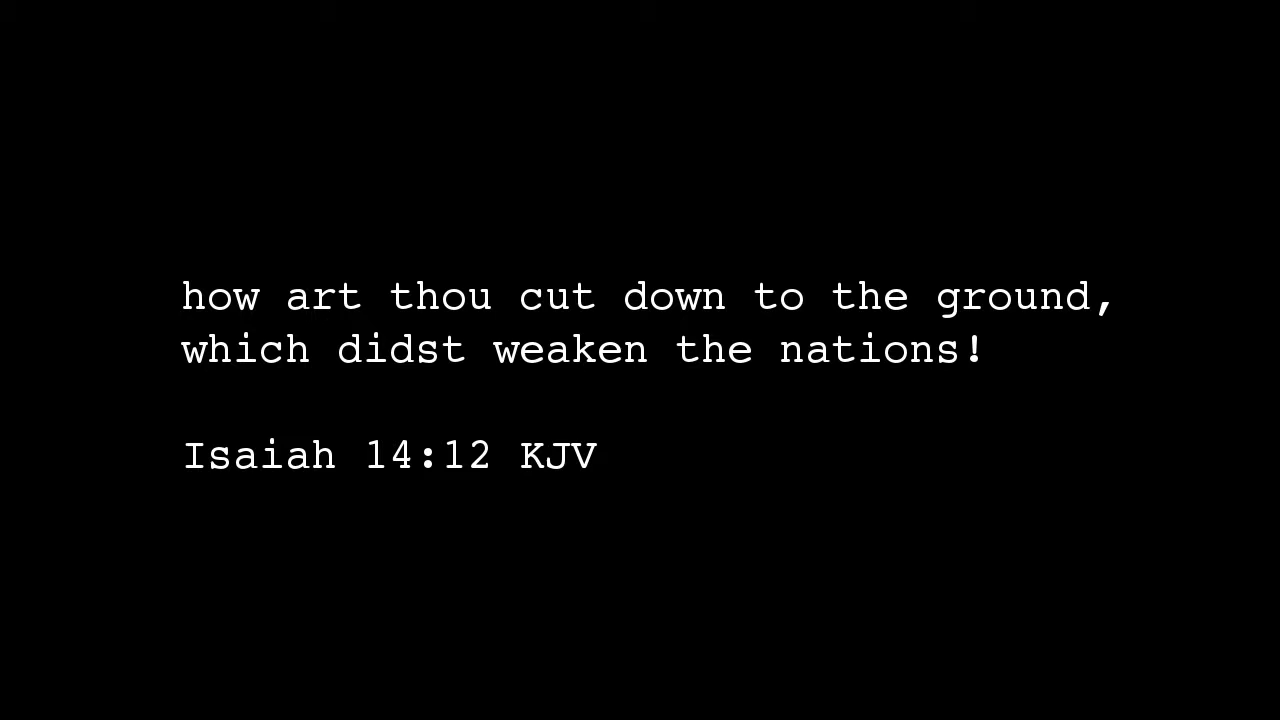 how art thou cut down to the ground,
which didst weaken the nations!
Isaiah 14:12 KJV